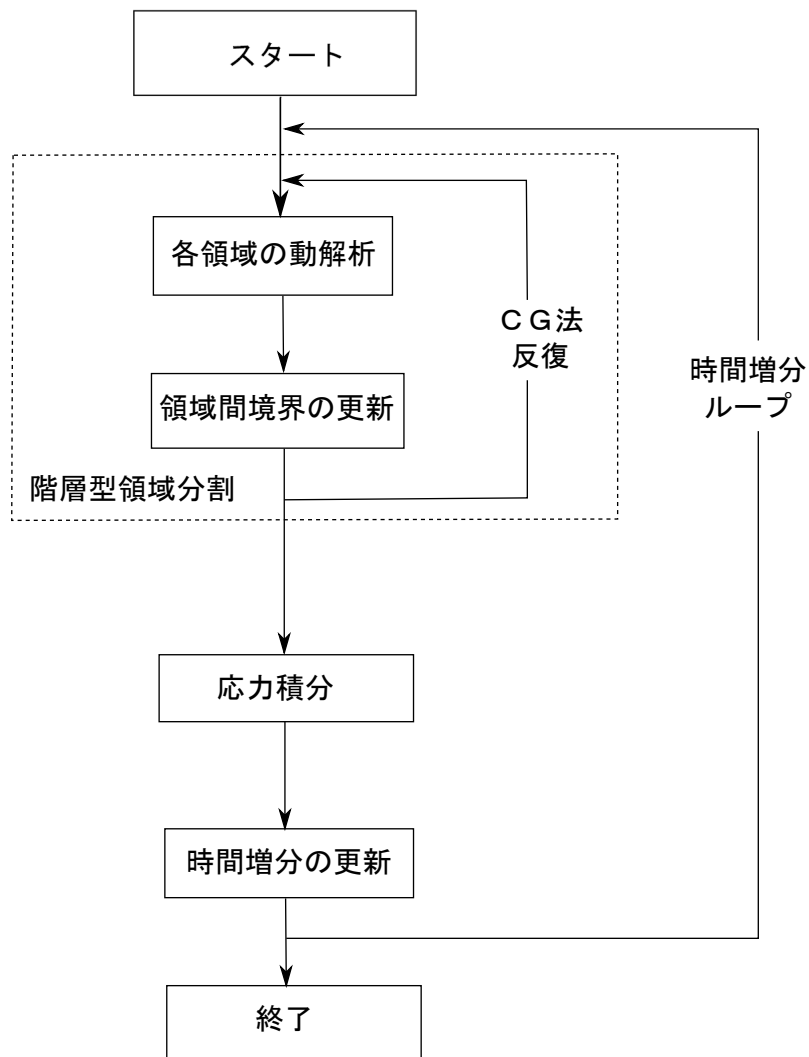 スタート
各領域の動解析
ＣＧ法
反復
時間増分
ループ
領域間境界の更新
階層型領域分割
応力積分
時間増分の更新
終了